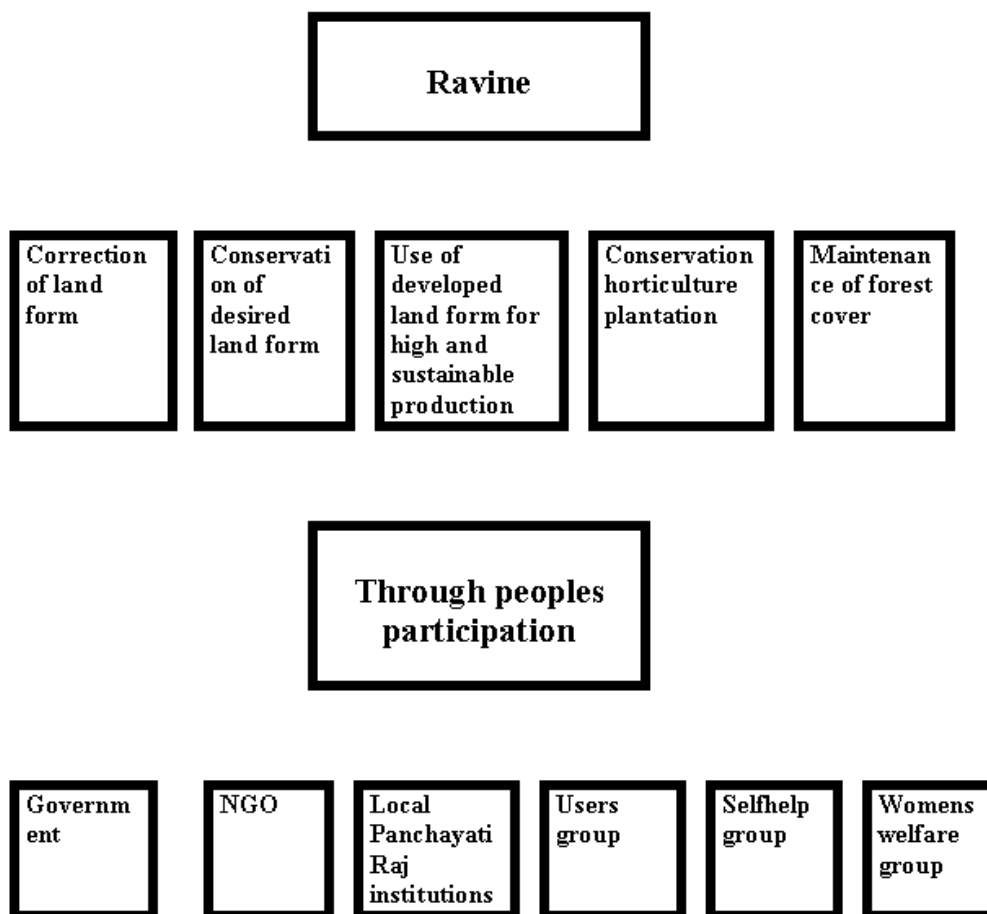 Ravine
Correction
of land
form
Conservati
on of
desired
land form
Use of
developed
land form for
high and
sustainable
production
Conservation
horticulture
plantation
Maintenan
ce of forest
cover
Through peoples
participation
Governm
ent
NGO
Local
Panchayati
Raj
institutions
Users
group
Selfhelp
group
Womens
welfare
group